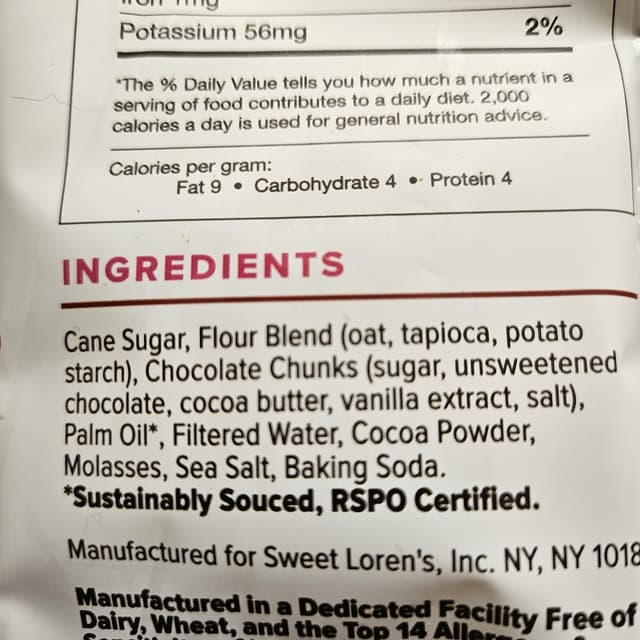 Iron 1mg
Potassium 56mg 2%
*The % Daily Value tells you how much a nutrient in a
serving of food contributes to a daily diet. 2,000
calories a day is used for general nutrition advice.
Calories per gram:
Fat 9 • Carbohydrate 4 • Protein 4
INGREDIENTS
Cane Sugar, Flour Blend (oat, tapioca, potato
starch), Chocolate Chunks (sugar, unsweetened
chocolate, cocoa butter, vanilla extract, salt),
Palm Oil*, Filtered Water, Cocoa Powder,
Molasses, Sea Salt, Baking Soda.
*Sustainably Souced, RSPO Certified.
Manufactured for Sweet Loren's, Inc. NY, NY 1018
Manufactured in a Dedicated Facility Free of
Dairy, Wheat, and the Top 14